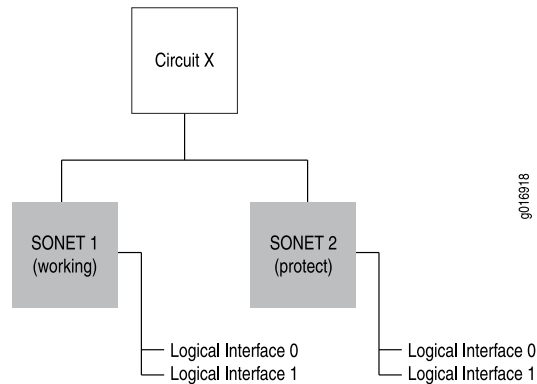 Circuit X
SONET 1
(working)
SONET 2
(protect)
Logical Interface 0
Logical Interface 1
Logical Interface 0
Logical Interface 1
g016918